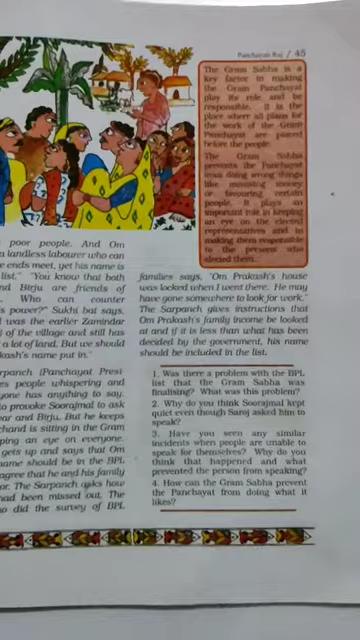 Panchayati Raj / 45
The Gram Sabha is a
key factor in making
the Gram Panchayat
play its role and be
responsible. It is the
place where all plans for
the work of the Gram
Panchayat are placed
before the people.
The Gram Sabha
prevents the Panchayat
from doing wrong things
like misusing money
or favouring certain
people. It plays an
important role in keeping
an eye on the elected
representatives and in
making them responsible
to the persons who
elected them.
poor people. And Om
landless labourer who can
e ends meet, yet his name is
list." "You know that both
nd Birju are friends of
. Who can counter
s power?" Sukhi bai says,
was the earlier Zamindar
of the village and still has
a lot of land. But we should
kash's name put in."
rpanch (Panchayat Presi-
es people whispering and
yone has anything to say.
to provoke Soorajmal to ask
ar and Birju. But he keeps
chand is sitting in the Gram
ping an eye on everyone.
gets up and says that Om
name should be in the BPL
agree that he and his family
or. The Sarpanch asks how
had been missed out. The
o did the survey of BPL
families says, "Om Prakash's house
was locked when I went there. He may
have gone somewhere to look for work."
The Sarpanch gives instructions that
Om Prakash's family income be looked
at and if it is less than what has been
decided by the government, his name
should be included in the list.
1. Was there a problem with the BPL
list that the Gram Sabha was
finalising? What was this problem?
2. Why do you think Soorajmal kept
quiet even though Saroj asked him to
speak?
3. Have you seen any similar
incidents when people are unable to
speak for themselves? Why do you
think that happened and what
prevented the person from speaking?
4. How can the Gram Sabha prevent
the Panchayat from doing what it
likes?